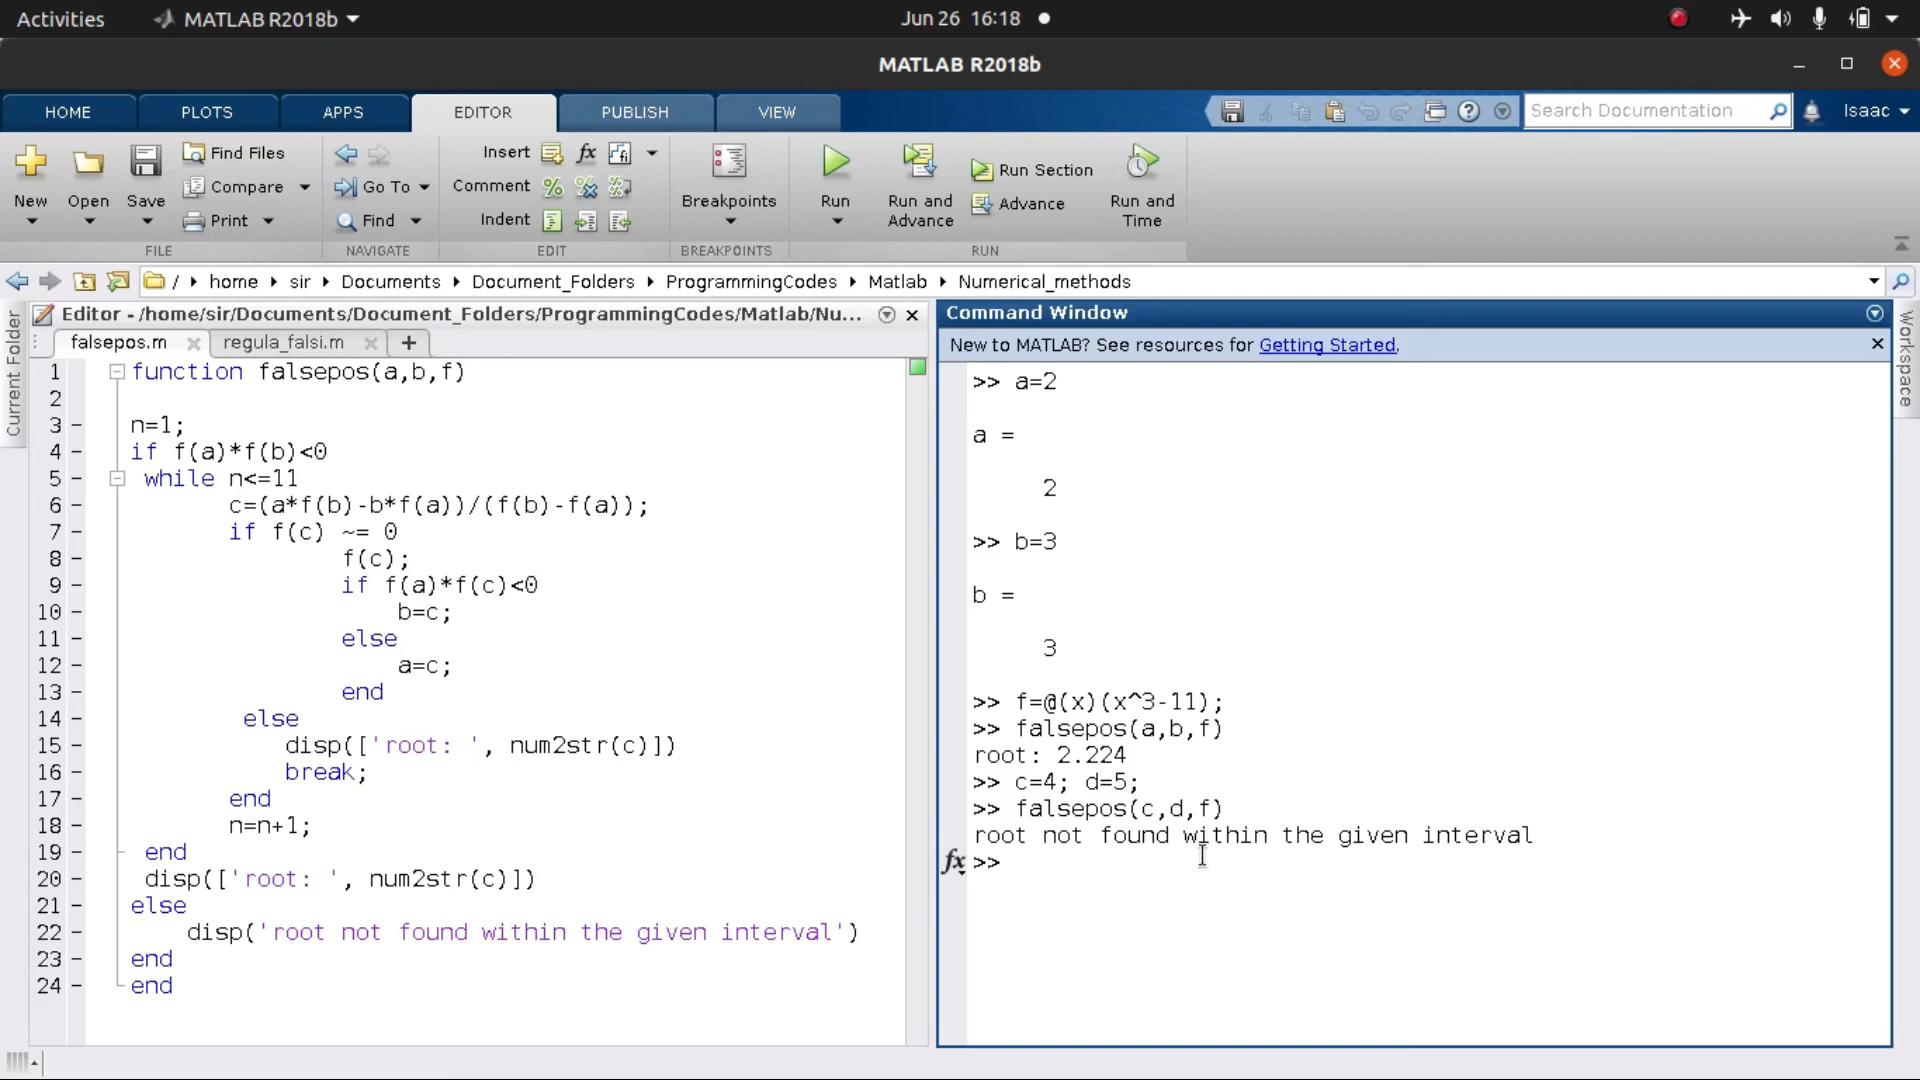 Activities
MATLAB R2018b
Jun 26 16:18
MATLAB R2018b
HOME
PLOTS
APPS
EDITOR
PUBLISH
VIEW
Search Documentation
Isaac
New
Open
Save
Find Files
Compare
Print
FILE
Go To
Find
NAVIGATE
Insert
Comment
Indent
EDIT
Breakpoints
BREAKPOINTS
Run
Run and Advance
Run Section
Advance
Run and Time
RUN
/ home sir Documents Document_Folders ProgrammingCodes Matlab Numerical_methods
Current Folder
Editor - /home/sir/Documents/Document_Folders/ProgrammingCodes/Matlab/Nu...
falsepos.m
regula_falsi.m
+
1 function falsepos(a,b,f)
2
3 - n=1;
4 - if f(a)*f(b)<0
5 - while n<=11
6 - c=(a*f(b)-b*f(a))/(f(b)-f(a));
7 - if f(c) ~= 0
8 - f(c);
9 - if f(a)*f(c)<0
10 - b=c;
11 - else
12 - a=c;
13 - end
14 - else
15 - disp(['root: ', num2str(c)])
16 - break;
17 - end
18 - n=n+1;
19 - end
20 - disp(['root: ', num2str(c)])
21 - else
22 - disp('root not found within the given interval')
23 - end
24 - end
Command Window
New to MATLAB? See resources for Getting Started.
>> a=2
a =
2
>> b=3
b =
3
>> f=@(x)(x^3-11);
>> falsepos(a,b,f)
root: 2.224
>> c=4; d=5;
>> falsepos(c,d,f)
root not found within the given interval
fx >>
Workspace